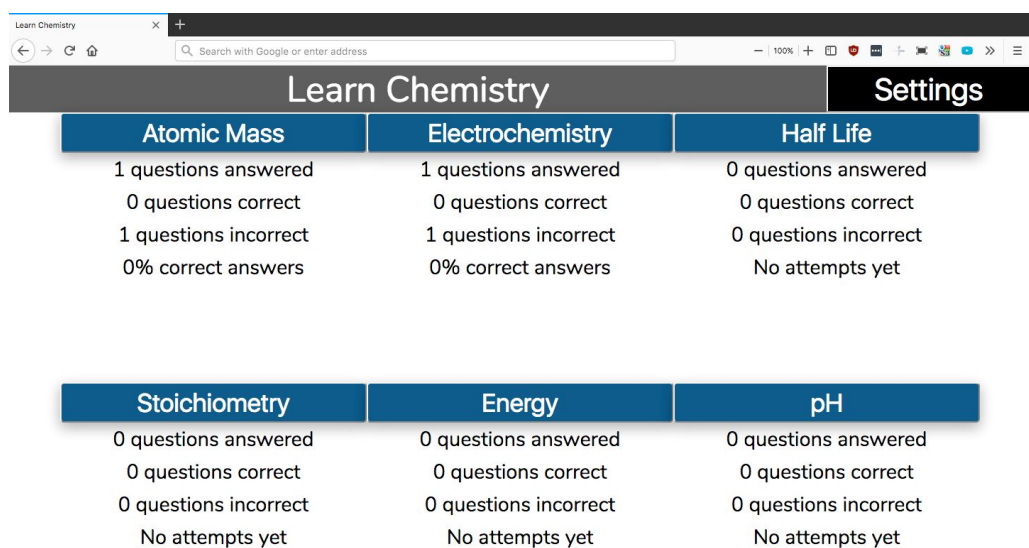 Learn Chemistry
Search with Google or enter address
100%
Learn Chemistry
Settings
Atomic Mass
1 questions answered
0 questions correct
1 questions incorrect
0% correct answers
Electrochemistry
1 questions answered
0 questions correct
1 questions incorrect
0% correct answers
Half Life
0 questions answered
0 questions correct
0 questions incorrect
No attempts yet
Stoichiometry
0 questions answered
0 questions correct
0 questions incorrect
No attempts yet
Energy
0 questions answered
0 questions correct
0 questions incorrect
No attempts yet
pH
0 questions answered
0 questions correct
0 questions incorrect
No attempts yet